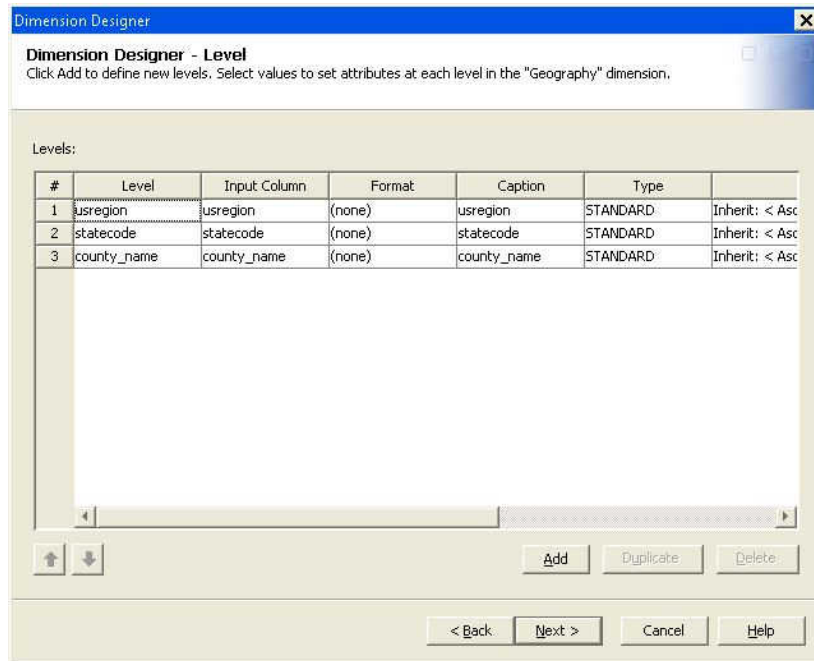 Dimension Designer
Dimension Designer - Level
Click Add to define new levels. Select values to set attributes at each level in the "Geography" dimension.
Levels:
# Level Input Column Format Caption Type
1 usregion usregion (none) usregion STANDARD Inherit: < Asc
2 statecode statecode (none) statecode STANDARD Inherit: < Asc
3 county_name county_name (none) county_name STANDARD Inherit: < Asc
Add Duplicate Delete
< Back Next > Cancel Help